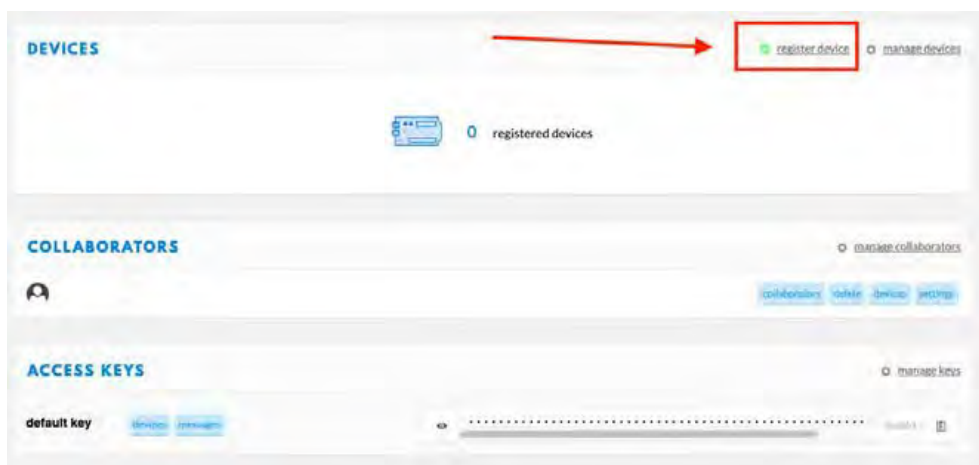 DEVICES
register device manage devices
0 registered devices
COLLABORATORS
manage collaborators
collaborators delete devices settings
ACCESS KEYS
manage keys
default key devices messages